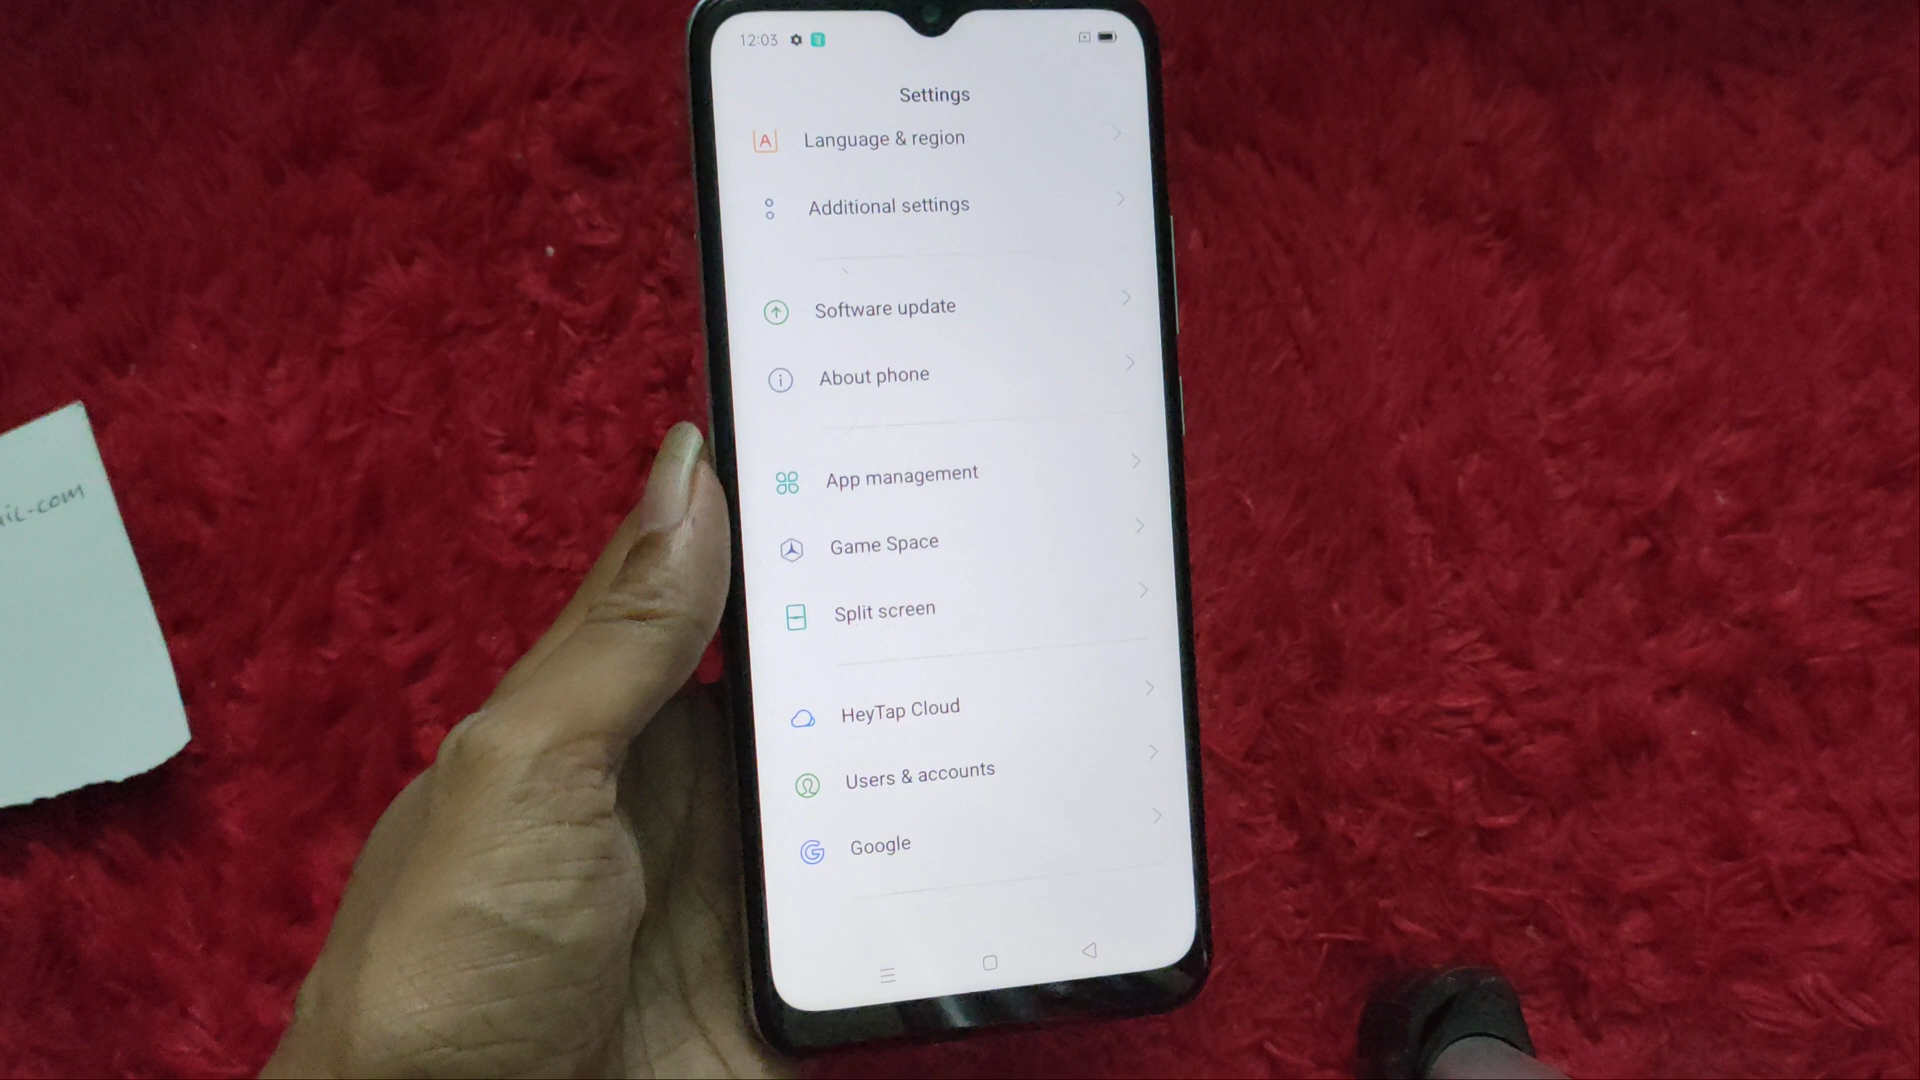 12:03
Settings
A Language & region
Additional settings
Software update
About phone
App management
Game Space
Split screen
HeyTap Cloud
Users & accounts
Google
ail.com